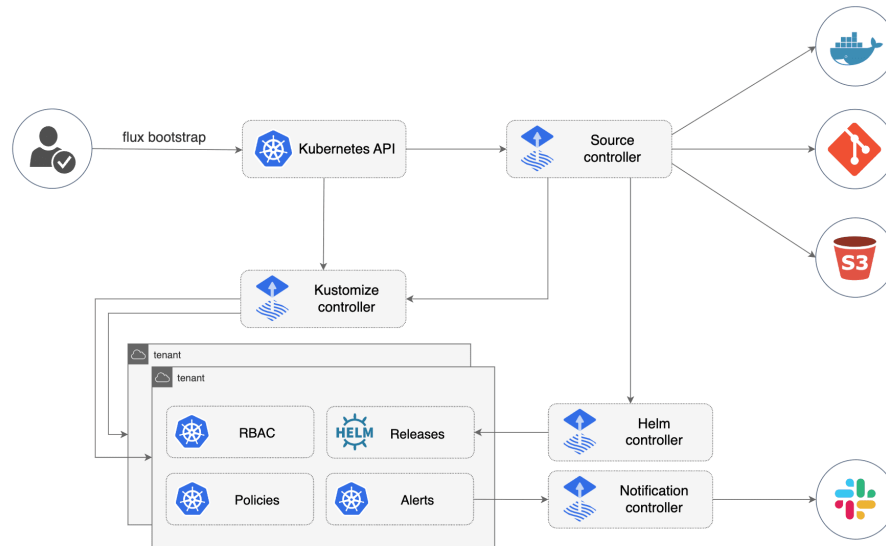 flux bootstrap
Kubernetes API
Source
controller
S3
Kustomize
controller
tenant
tenant
RBAC
HELM
Releases
Helm
controller
Policies
Alerts
Notification
controller